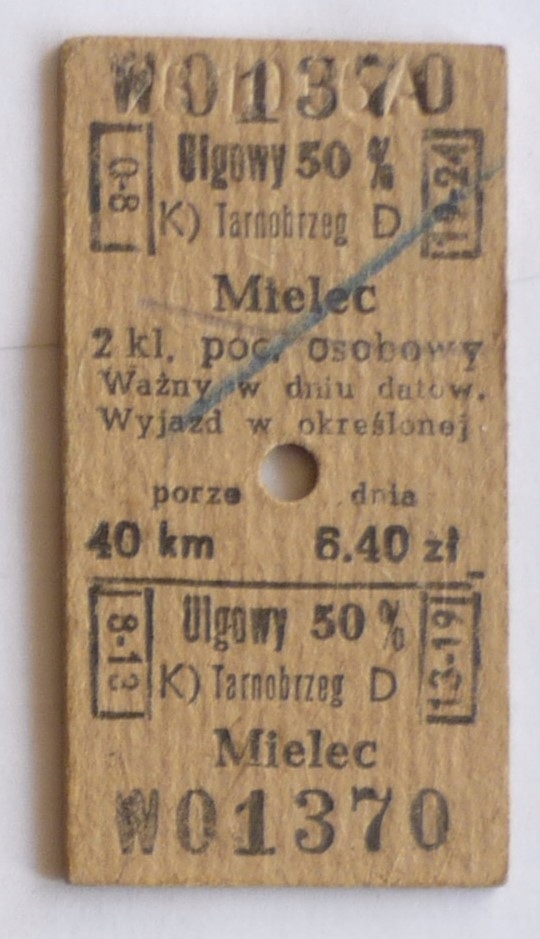 W01370
0-8 Ulgowy 50 % 19-24
K) Tarnobrzeg D
Mielec
2 kl. poc. osobowy
Ważny w dniu datow.
Wyjazd w określonej
porze dnia
40 km 6.40 zł
8-13 Ulgowy 50 % 13-19
K) Tarnobrzeg D
Mielec
W01370